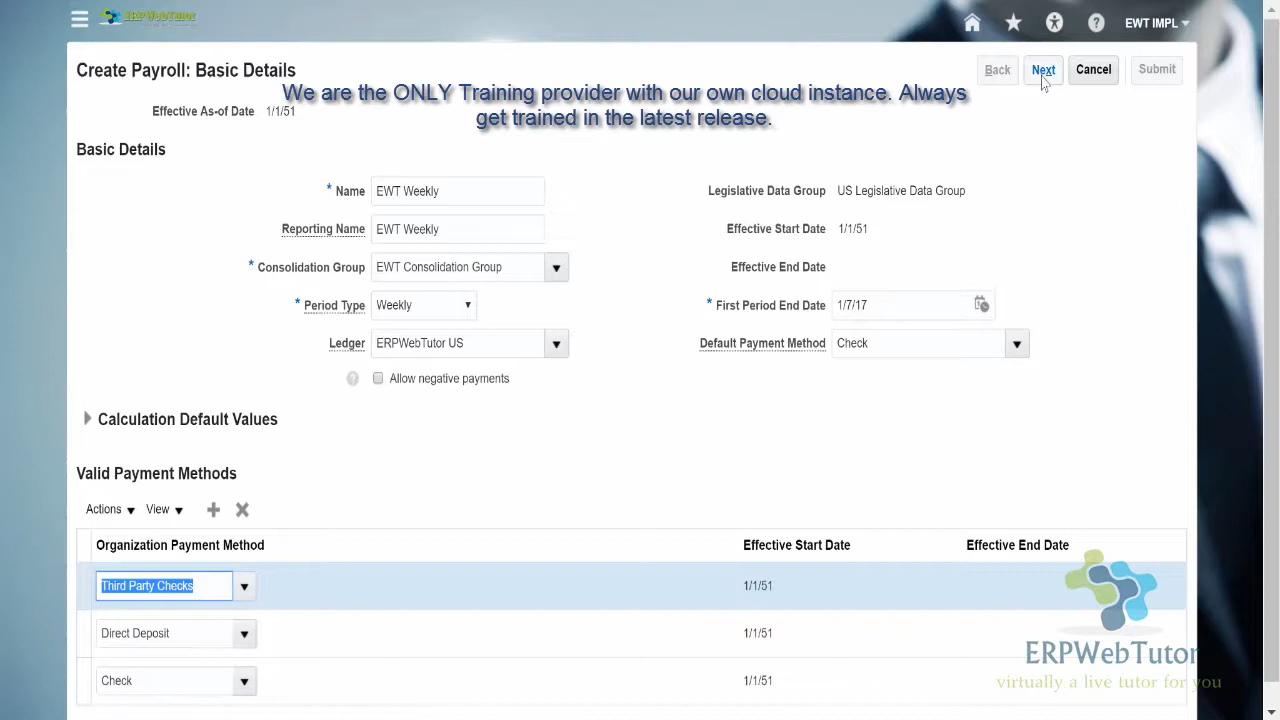 ERPWebTutor
EWT IMPL
Create Payroll: Basic Details
Back
Next
Cancel
Submit
We are the ONLY Training provider with our own cloud instance. Always
get trained in the latest release.
Effective As-of Date 1/1/51
Basic Details
* Name EWT Weekly
Legislative Data Group US Legislative Data Group
Reporting Name EWT Weekly
Effective Start Date 1/1/51
* Consolidation Group EWT Consolidation Group
Effective End Date
* Period Type Weekly
* First Period End Date 1/7/17
Ledger ERPWebTutor US
Default Payment Method Check
? Allow negative payments
Calculation Default Values
Valid Payment Methods
Actions View
Organization Payment Method Effective Start Date Effective End Date
Third Party Checks 1/1/51
Direct Deposit 1/1/51
Check 1/1/51
ERPWebTutor
virtually a live tutor for you